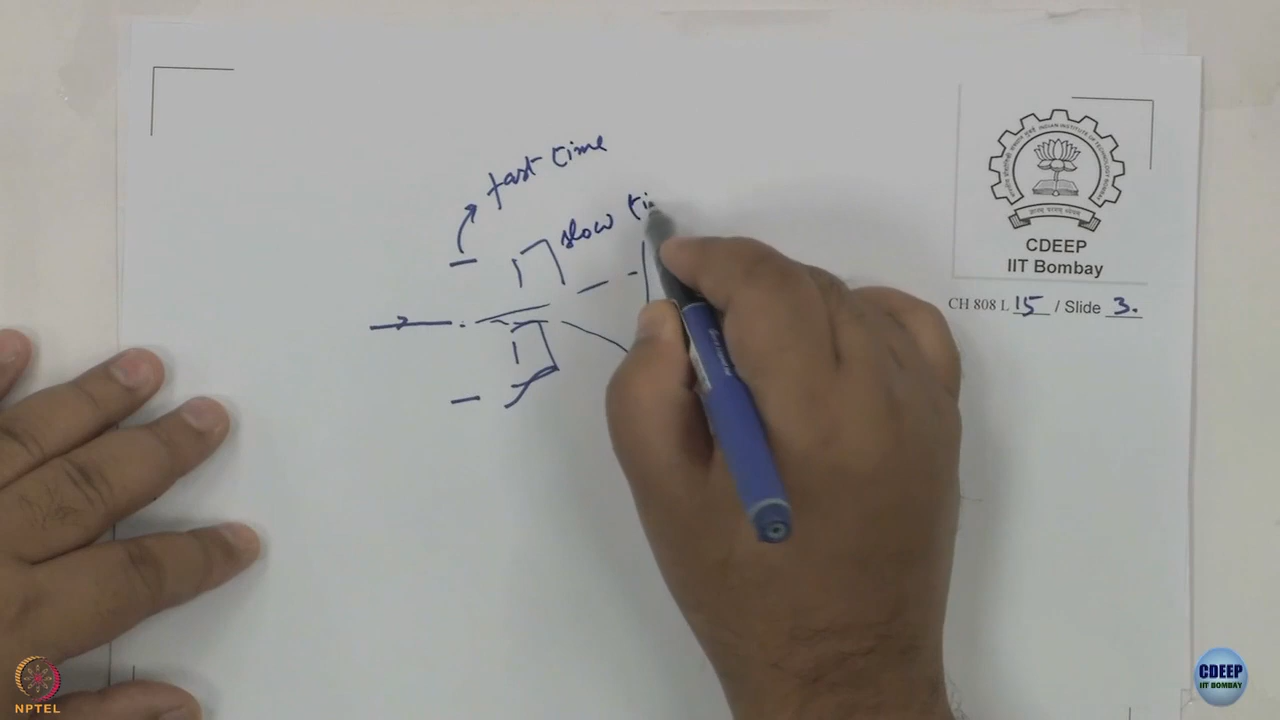 fast time
slow ti
CDEEP
IIT Bombay
CH 808 L 15 / Slide 3.
NPTEL
CDEEP
IIT BOMBAY